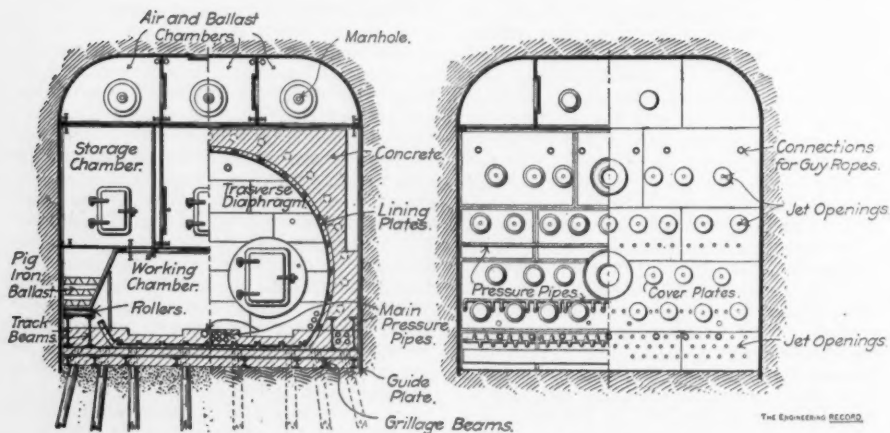 Air and Ballast
Chambers
Manhole.
Storage
Chamber.
Concrete.
Trasverse
Diaphragm
Lining
Plates.
Pig
Iron
Ballast
Working
Chamber.
Rollers.
Track
Beams.
Main
Pressure
Pipes.
Guide
Plate.
Grillage Beams.
Connections
for Guy Ropes.
Jet Openings
Pressure Pipes.
Cover Plates.
Jet Openings.
THE ENGINEERING RECORD.